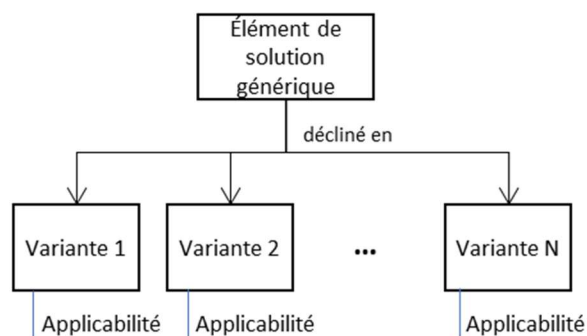 Élément de
solution
générique
décliné en
Variante 1
Variante 2
...
Variante N
Applicabilité
Applicabilité
Applicabilité